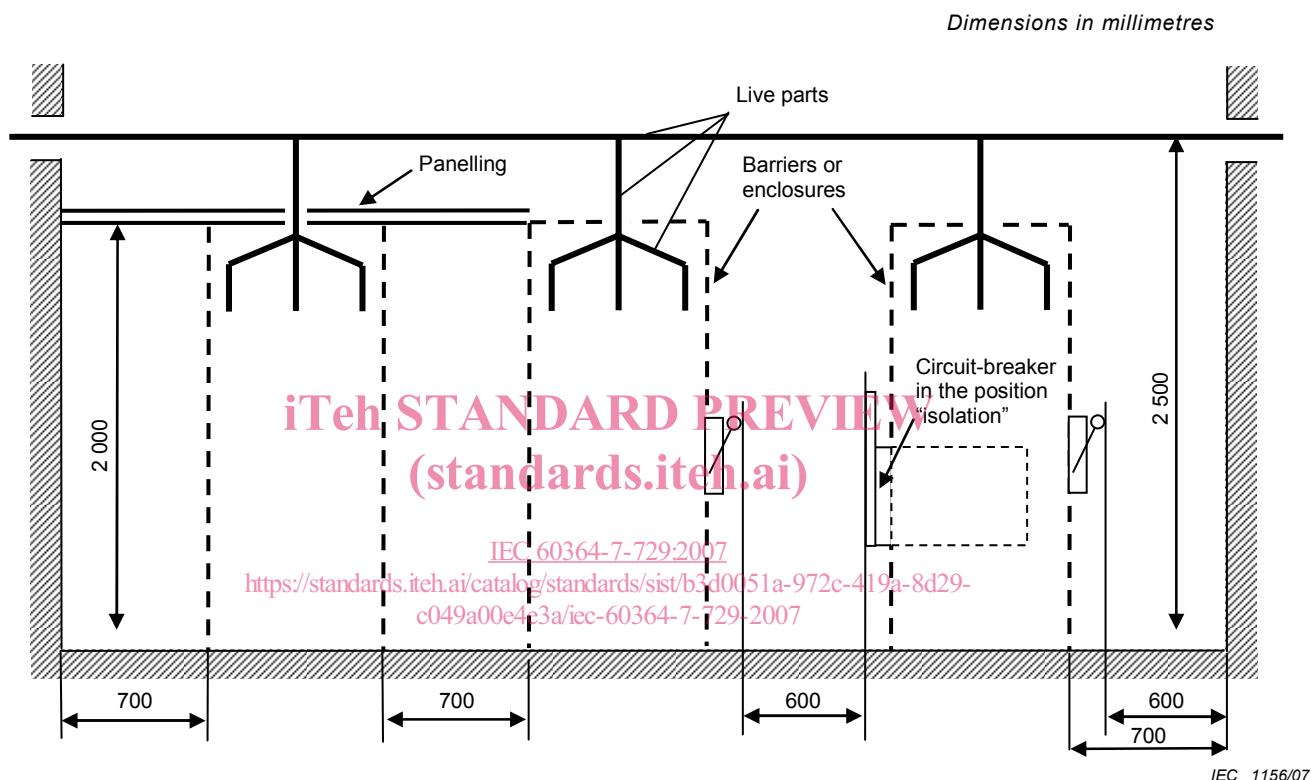 Dimensions in millimetres
Live parts
Panelling
Barriers or
enclosures
Circuit-breaker
in the position
"isolation"
2 000
2 500
iTeh STANDARD PREVIEW
(standards.iteh.ai)
IEC 60364-7-729:2007
https://standards.iteh.ai/catalog/standards/sist/b3d0051a-972c-419a-8d29-
c049a00e4e3a/iec-60364-7-729-2007
700
700
600
600
700
IEC 1156/07